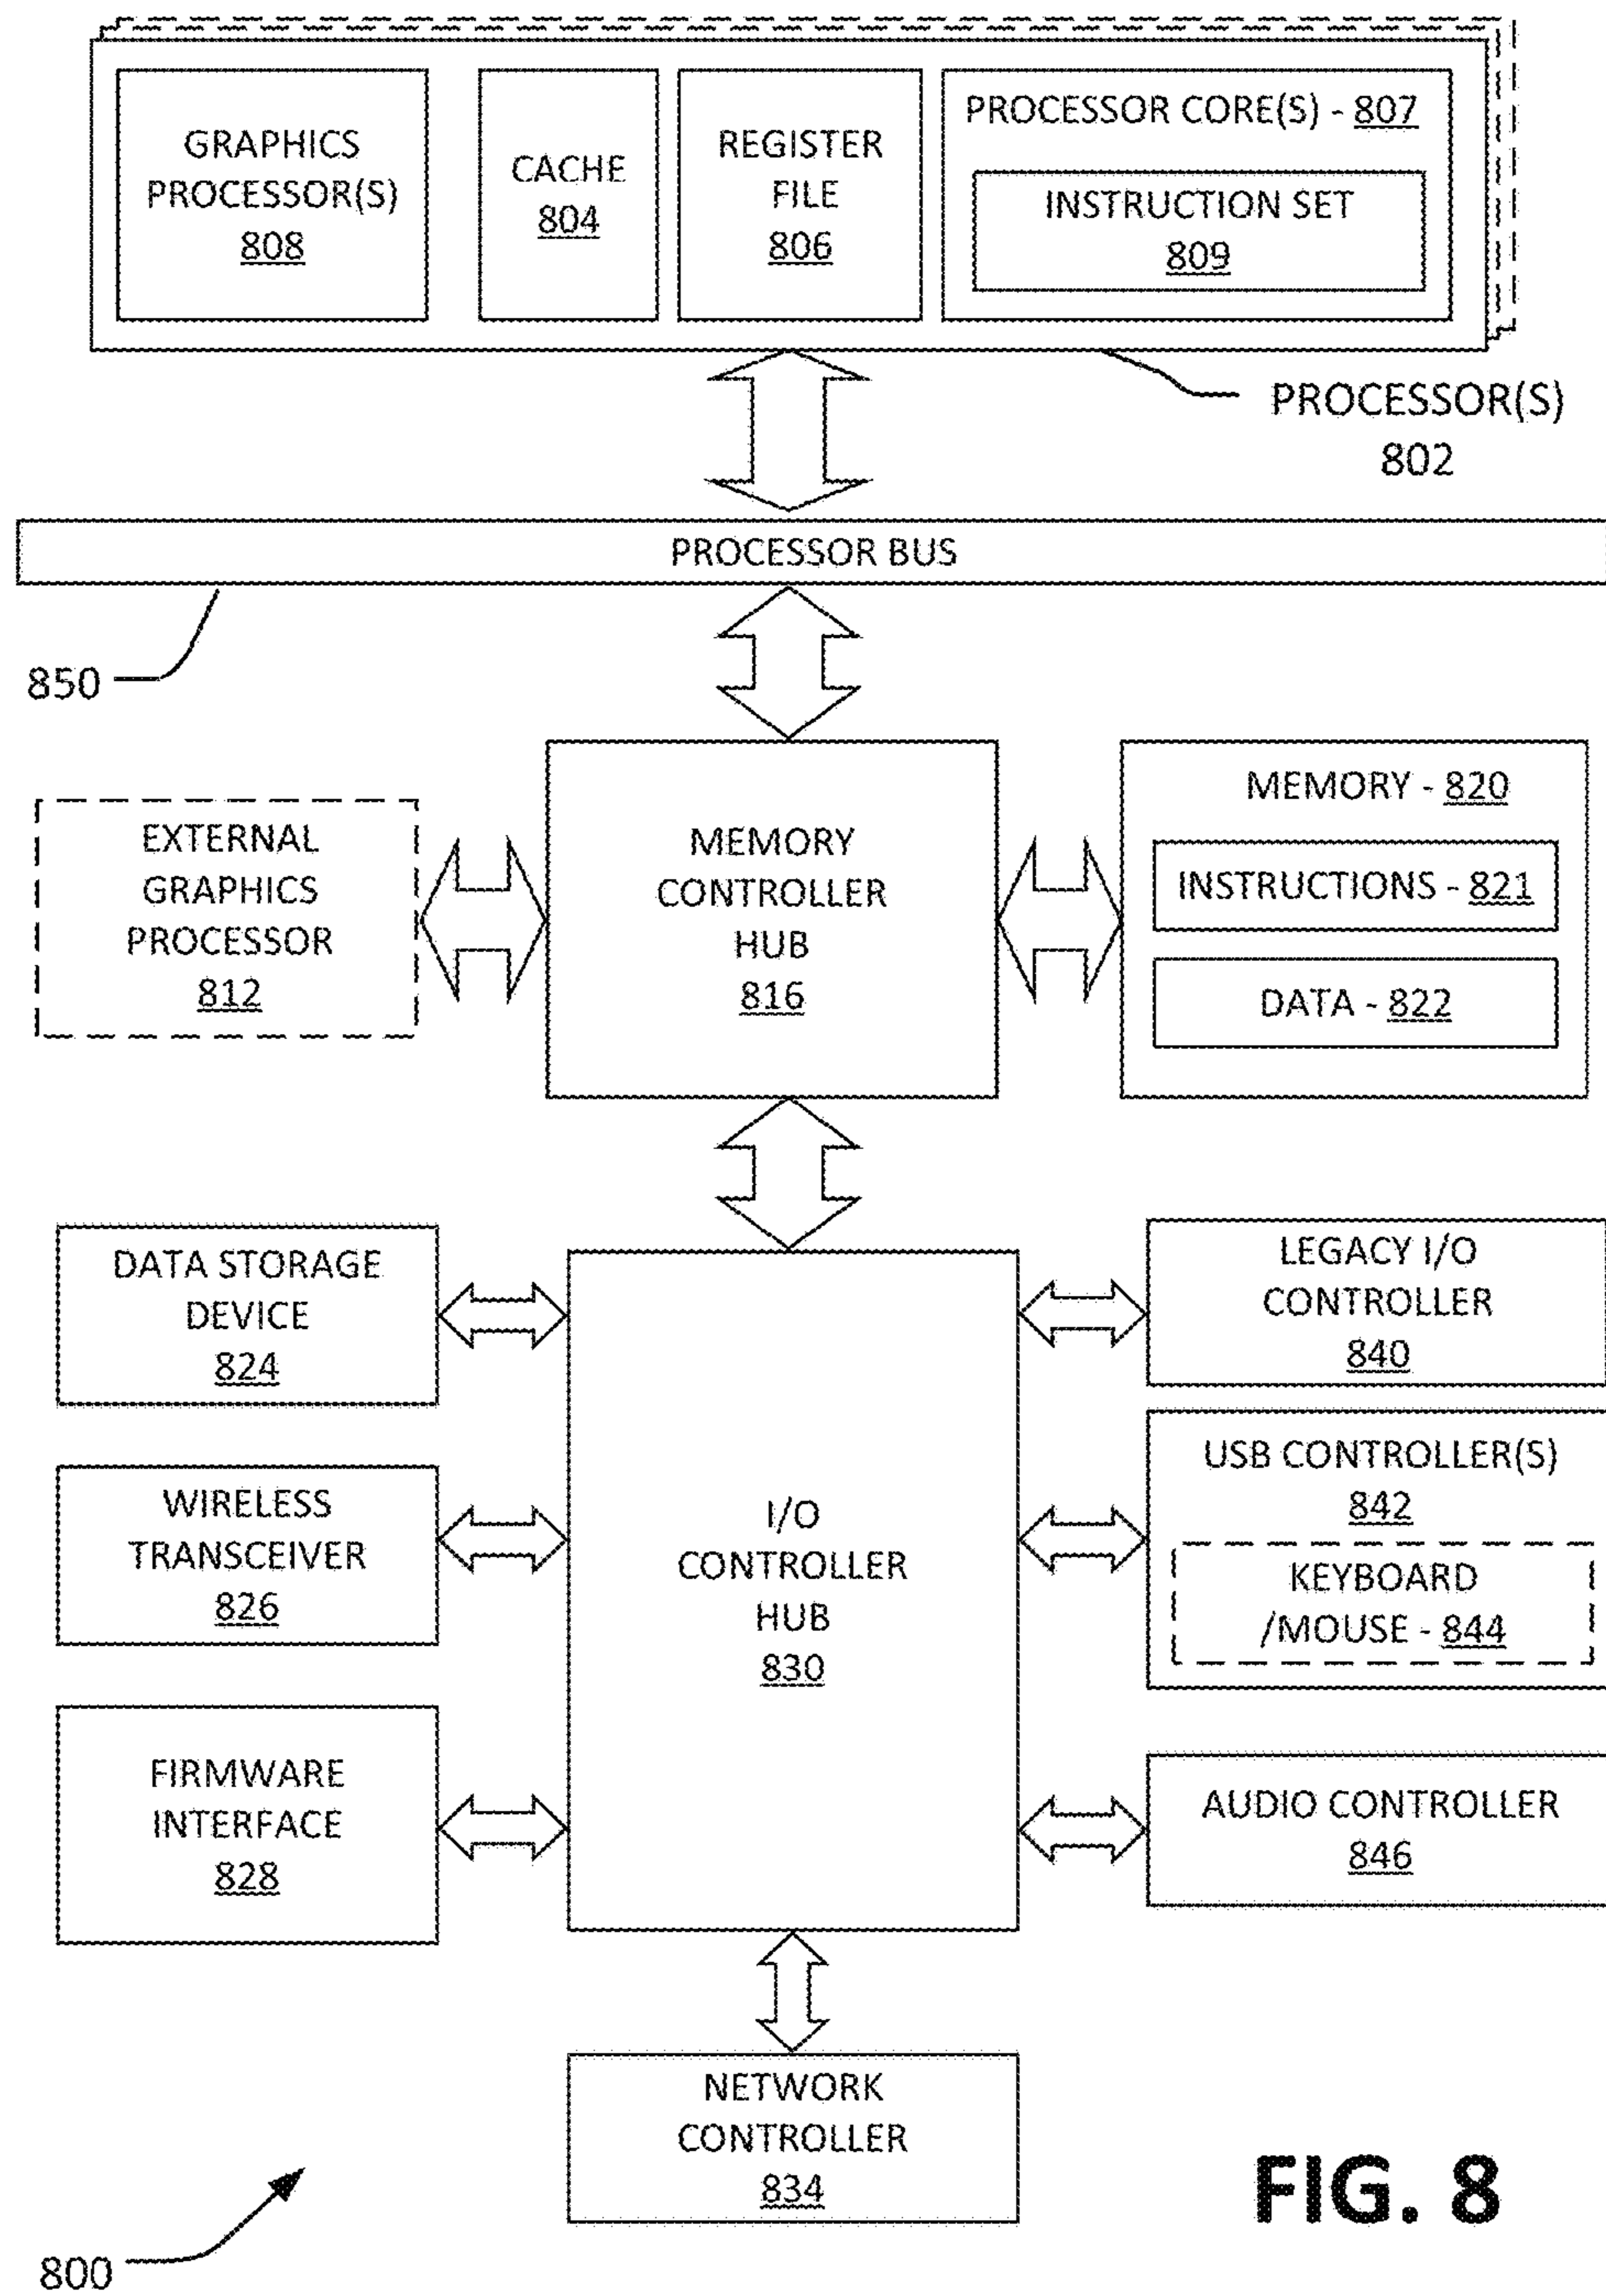 GRAPHICS
PROCESSOR(S)
808
CACHE
804
REGISTER
FILE
806
PROCESSOR CORE(S) - 807
INSTRUCTION SET
809
PROCESSOR(S)
802
PROCESSOR BUS
850
EXTERNAL
GRAPHICS
PROCESSOR
812
MEMORY
CONTROLLER
HUB
816
MEMORY - 820
INSTRUCTIONS - 821
DATA - 822
DATA STORAGE
DEVICE
824
WIRELESS
TRANSCEIVER
826
FIRMWARE
INTERFACE
828
I/O
CONTROLLER
HUB
830
LEGACY I/O
CONTROLLER
840
USB CONTROLLER(S)
842
KEYBOARD
/MOUSE - 844
AUDIO CONTROLLER
846
NETWORK
CONTROLLER
834
800
FIG. 8